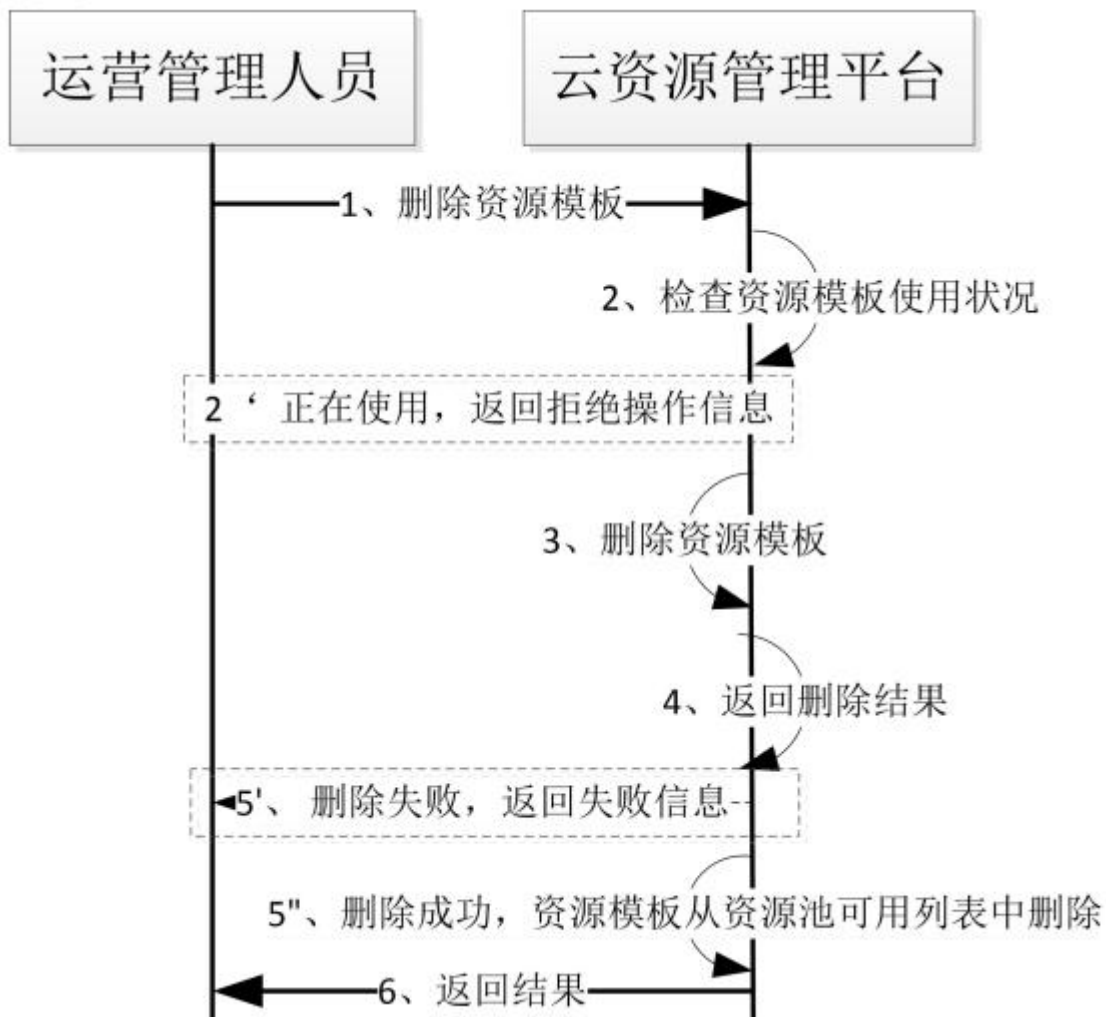 运营管理人员
云资源管理平台
1、删除资源模板
2、检查资源模板使用状况
2‘ 正在使用，返回拒绝操作信息
3、删除资源模板
4、返回删除结果
5'、 删除失败，返回失败信息
5"、删除成功，资源模板从资源池可用列表中删除
6、返回结果